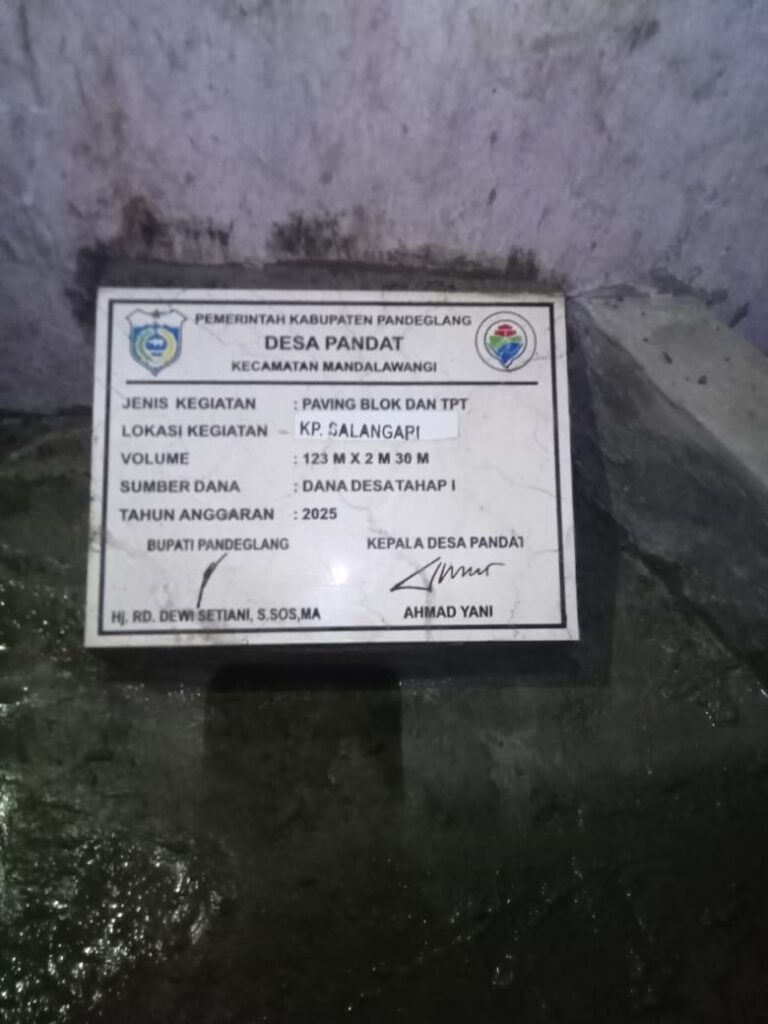 PEMERINTAH KABUPATEN PANDEGLANG
DESA PANDAT
KECAMATAN MANDALAWANGI
JENIS KEGIATAN : PAVING BLOK DAN TPT
LOKASI KEGIATAN KP. SALANGAPI
VOLUME : 123 M X 2 M 30 M
SUMBER DANA : DANA DESA TAHAP I
TAHUN ANGGARAN : 2025
BUPATI PANDEGLANG KEPALA DESA PANDAT
Hj. RD. DEWI SETIANI, S.SOS,MA AHMAD YANI